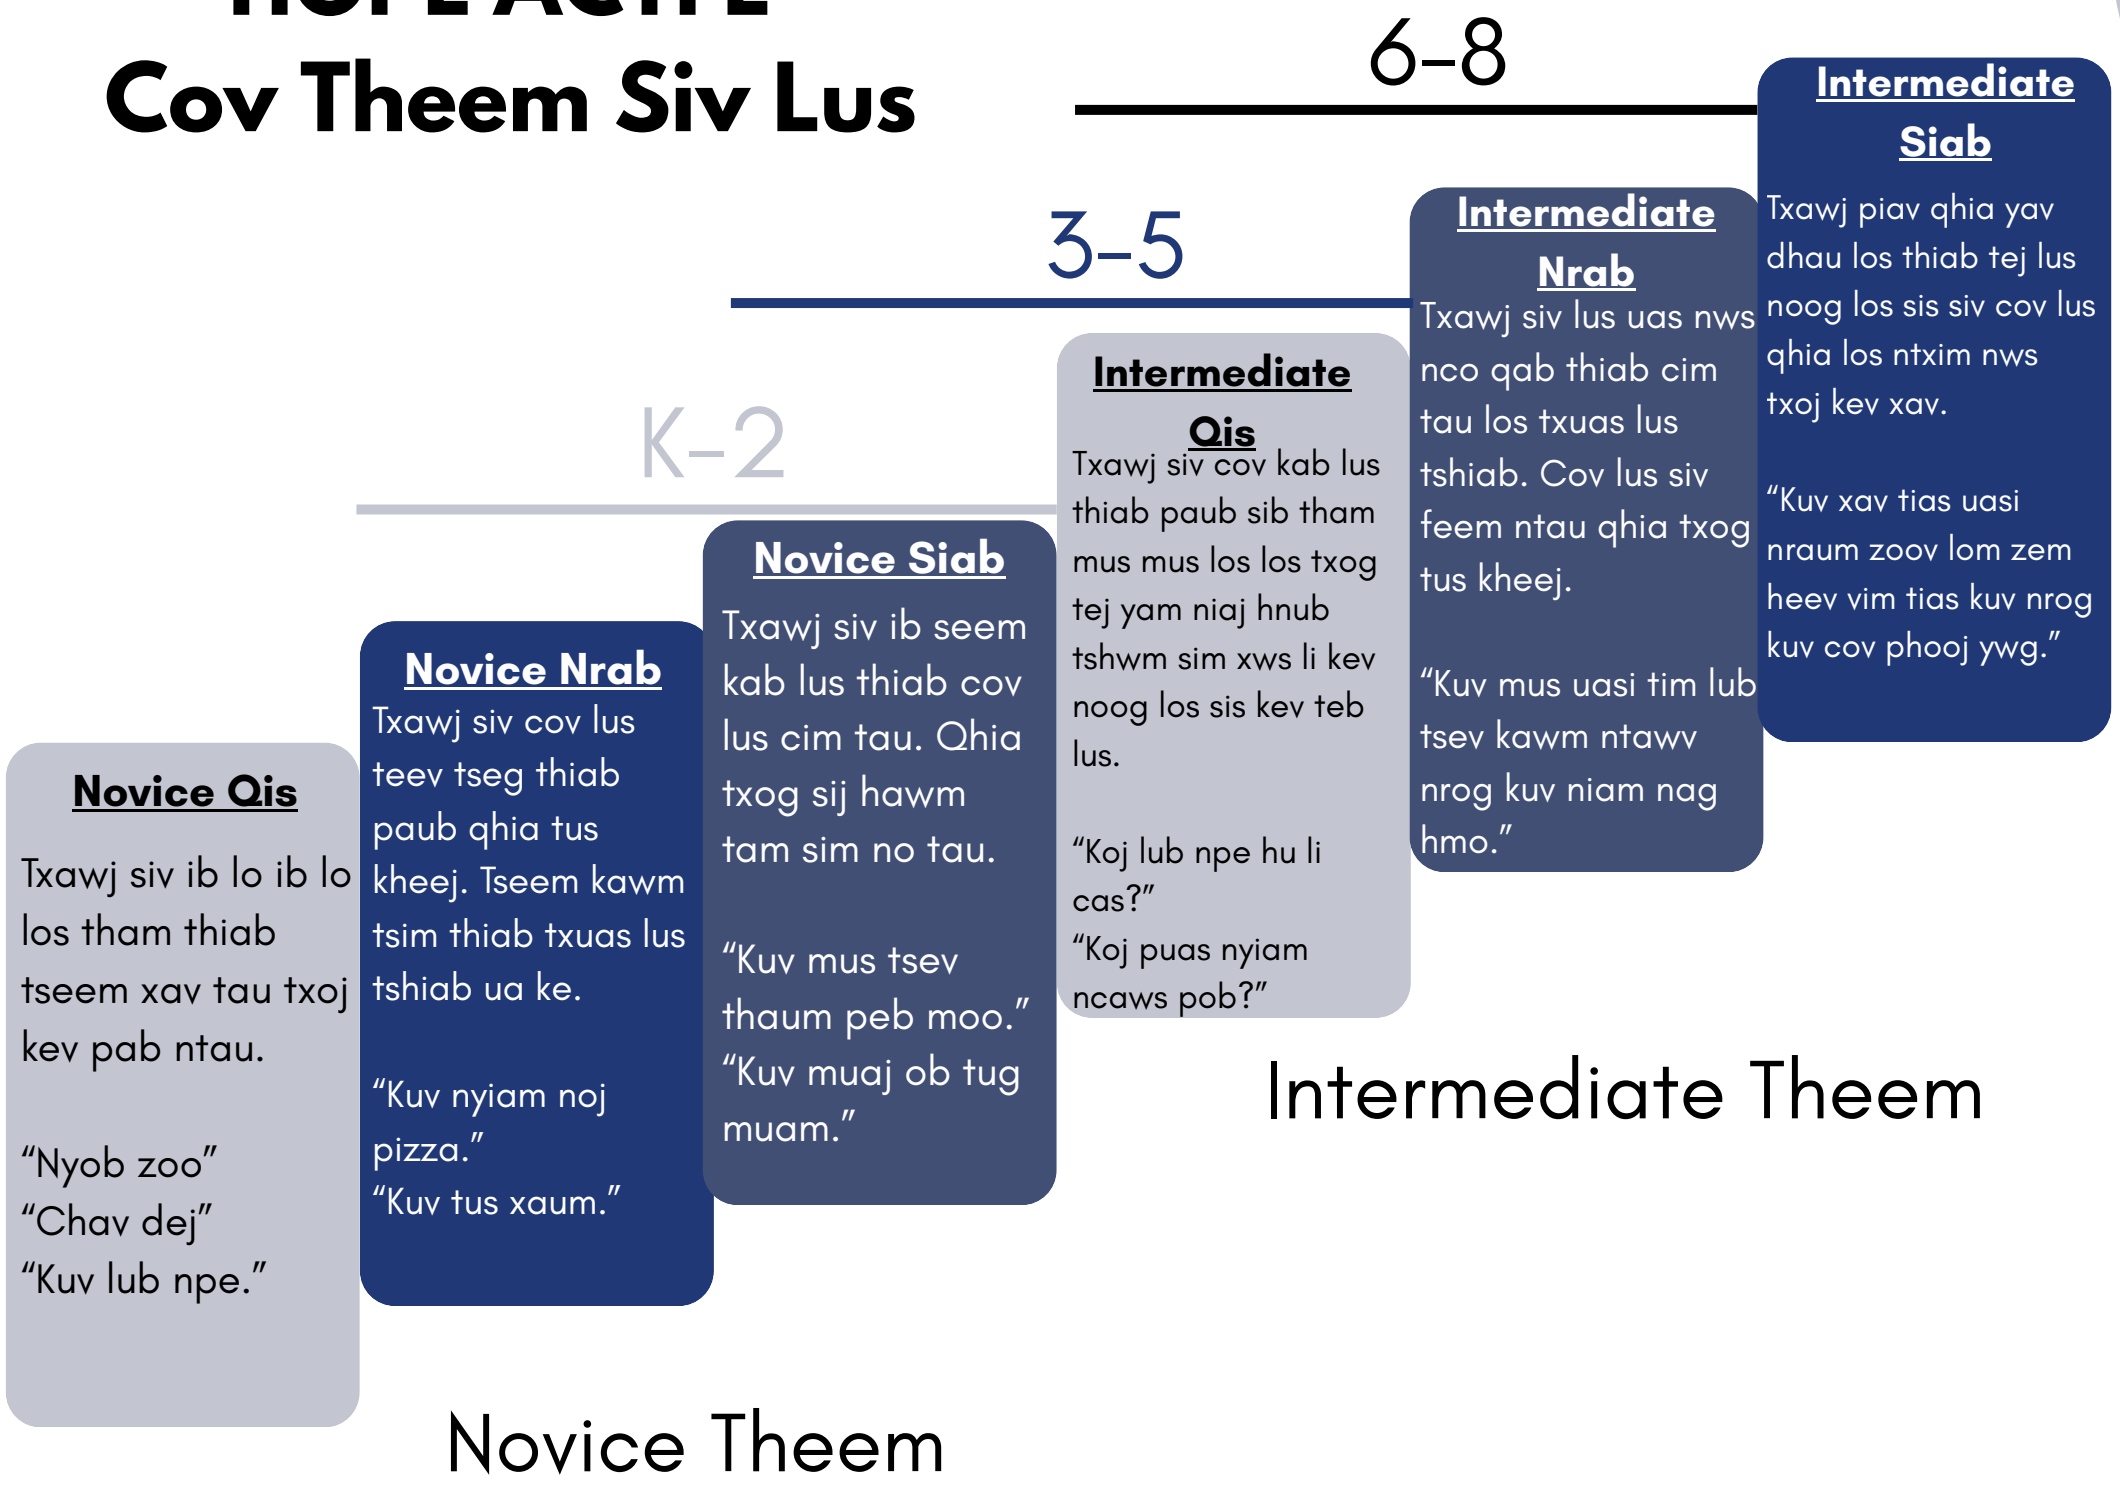 HOPE ACTFL
Cov Theem Siv Lus
6–8
3–5
K–2
Novice Qis
Txawj siv ib lo ib lo
los tham thiab
tseem xav tau txoj
kev pab ntau.
“Nyob zoo”
“Chav dej”
“Kuv lub npe.”
Novice Nrab
Txawj siv cov lus
teev tseg thiab
paub qhia tus
kheej. Tseem kawm
tsim thiab txuas lus
tshiab ua ke.
“Kuv nyiam noj
pizza.”
“Kuv tus xaum.”
Novice Siab
Txawj siv ib seem
kab lus thiab cov
lus cim tau. Qhia
txog sij hawm
tam sim no tau.
“Kuv mus tsev
thaum peb moo.”
“Kuv muaj ob tug
muam.”
Intermediate
Qis
Txawj siv cov kab lus
thiab paub sib tham
mus mus los los txog
tej yam niaj hnub
tshwm sim xws li kev
noog los sis kev teb
lus.
“Koj lub npe hu li
cas?”
“Koj puas nyiam
ncaws pob?”
Intermediate
Nrab
Txawj siv lus uas nws
nco qab thiab cim
tau los txuas lus
tshiab. Cov lus siv
feem ntau qhia txog
tus kheej.
“Kuv mus uasi tim lub
tsev kawm ntawv
nrog kuv niam nag
hmo.”
Intermediate
Siab
Txawj piav qhia yav
dhau los thiab tej lus
noog los sis siv cov lus
qhia los ntxim nws
txoj kev xav.
“Kuv xav tias uasi
nraum zoov lom zem
heev vim tias kuv nrog
kuv cov phooj ywg.”
Intermediate Theem
Novice Theem